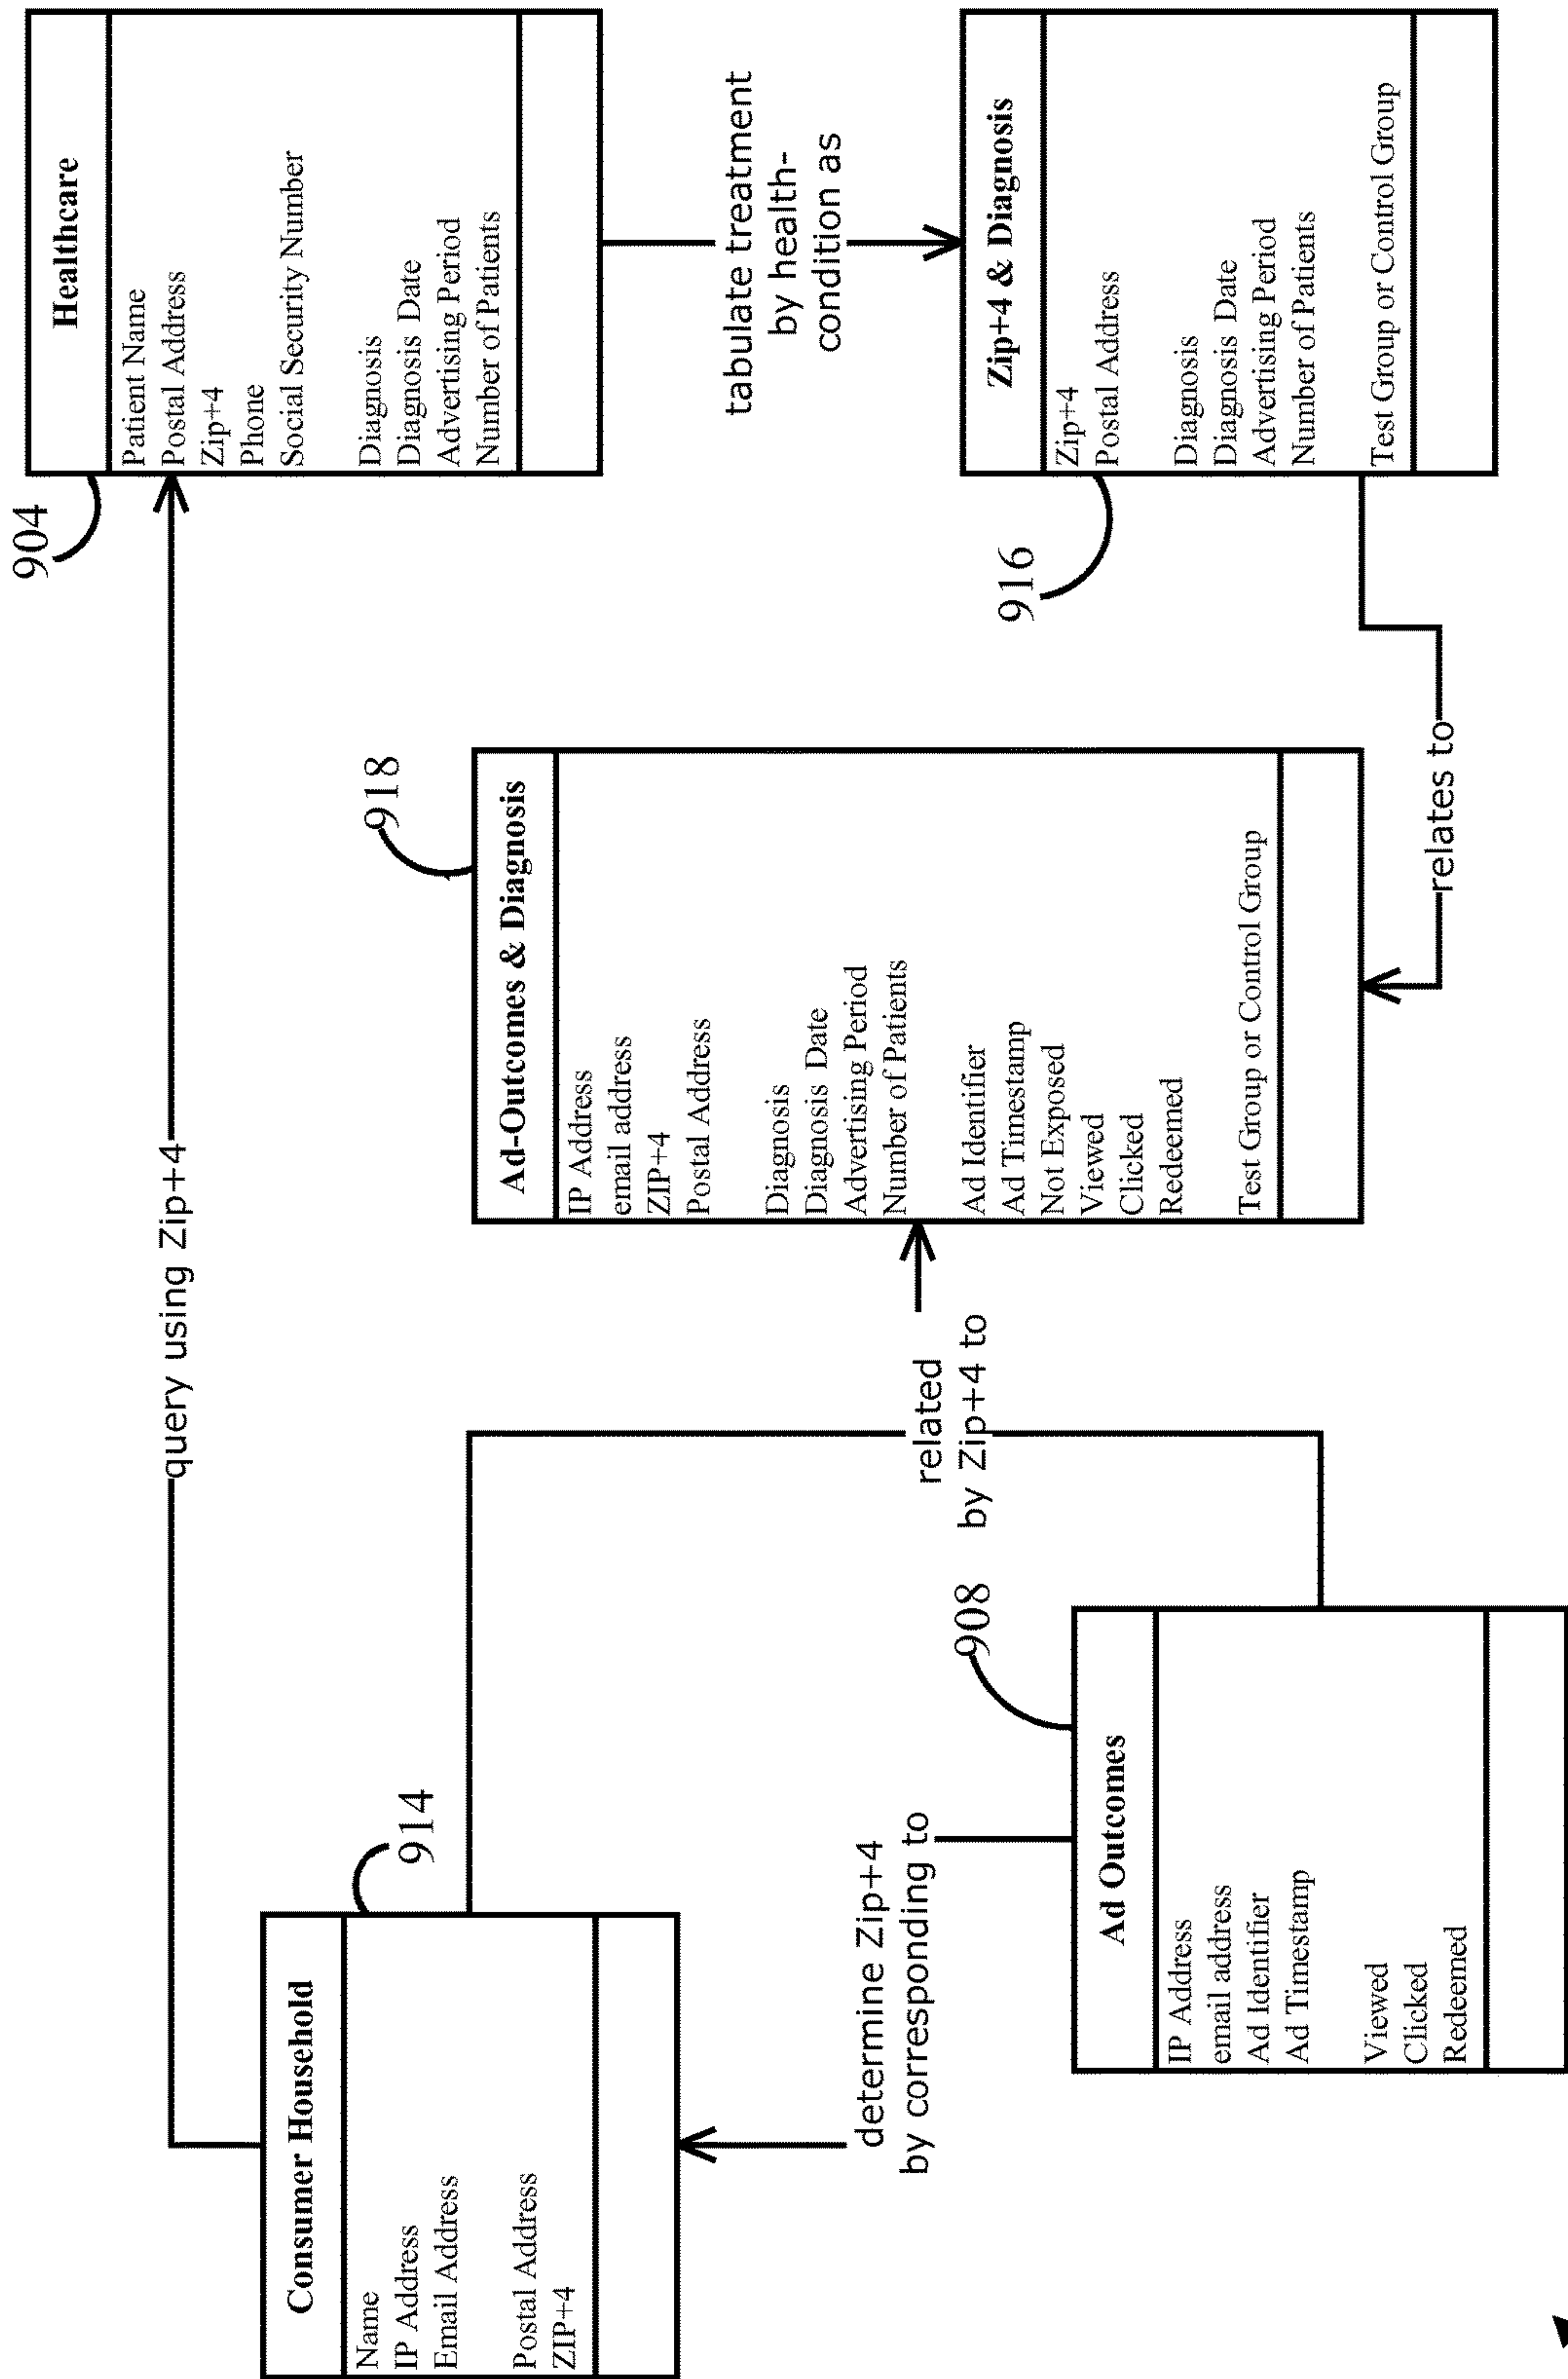 904
Healthcare
Patient Name
Postal Address
Zip+4
Phone
Social Security Number
Diagnosis
Diagnosis Date
Advertising Period
Number of Patients
query using Zip+4
tabulate treatment
by health-
condition as
916
Zip+4 & Diagnosis
Zip+4
Postal Address
Diagnosis
Diagnosis Date
Advertising Period
Number of Patients
Test Group or Control Group
relates to
918
Ad-Outcomes & Diagnosis
IP Address
email address
ZIP+4
Postal Address
Diagnosis
Diagnosis Date
Advertising Period
Number of Patients
Ad Identifier
Ad Timestamp
Not Exposed
Viewed
Clicked
Redeemed
Test Group or Control Group
related
by Zip+4 to
914
Consumer Household
Name
IP Address
Email Address
Postal Address
ZIP+4
determine Zip+4
by corresponding to
908
Ad Outcomes
IP Address
email address
Ad Identifier
Ad Timestamp
Viewed
Clicked
Redeemed